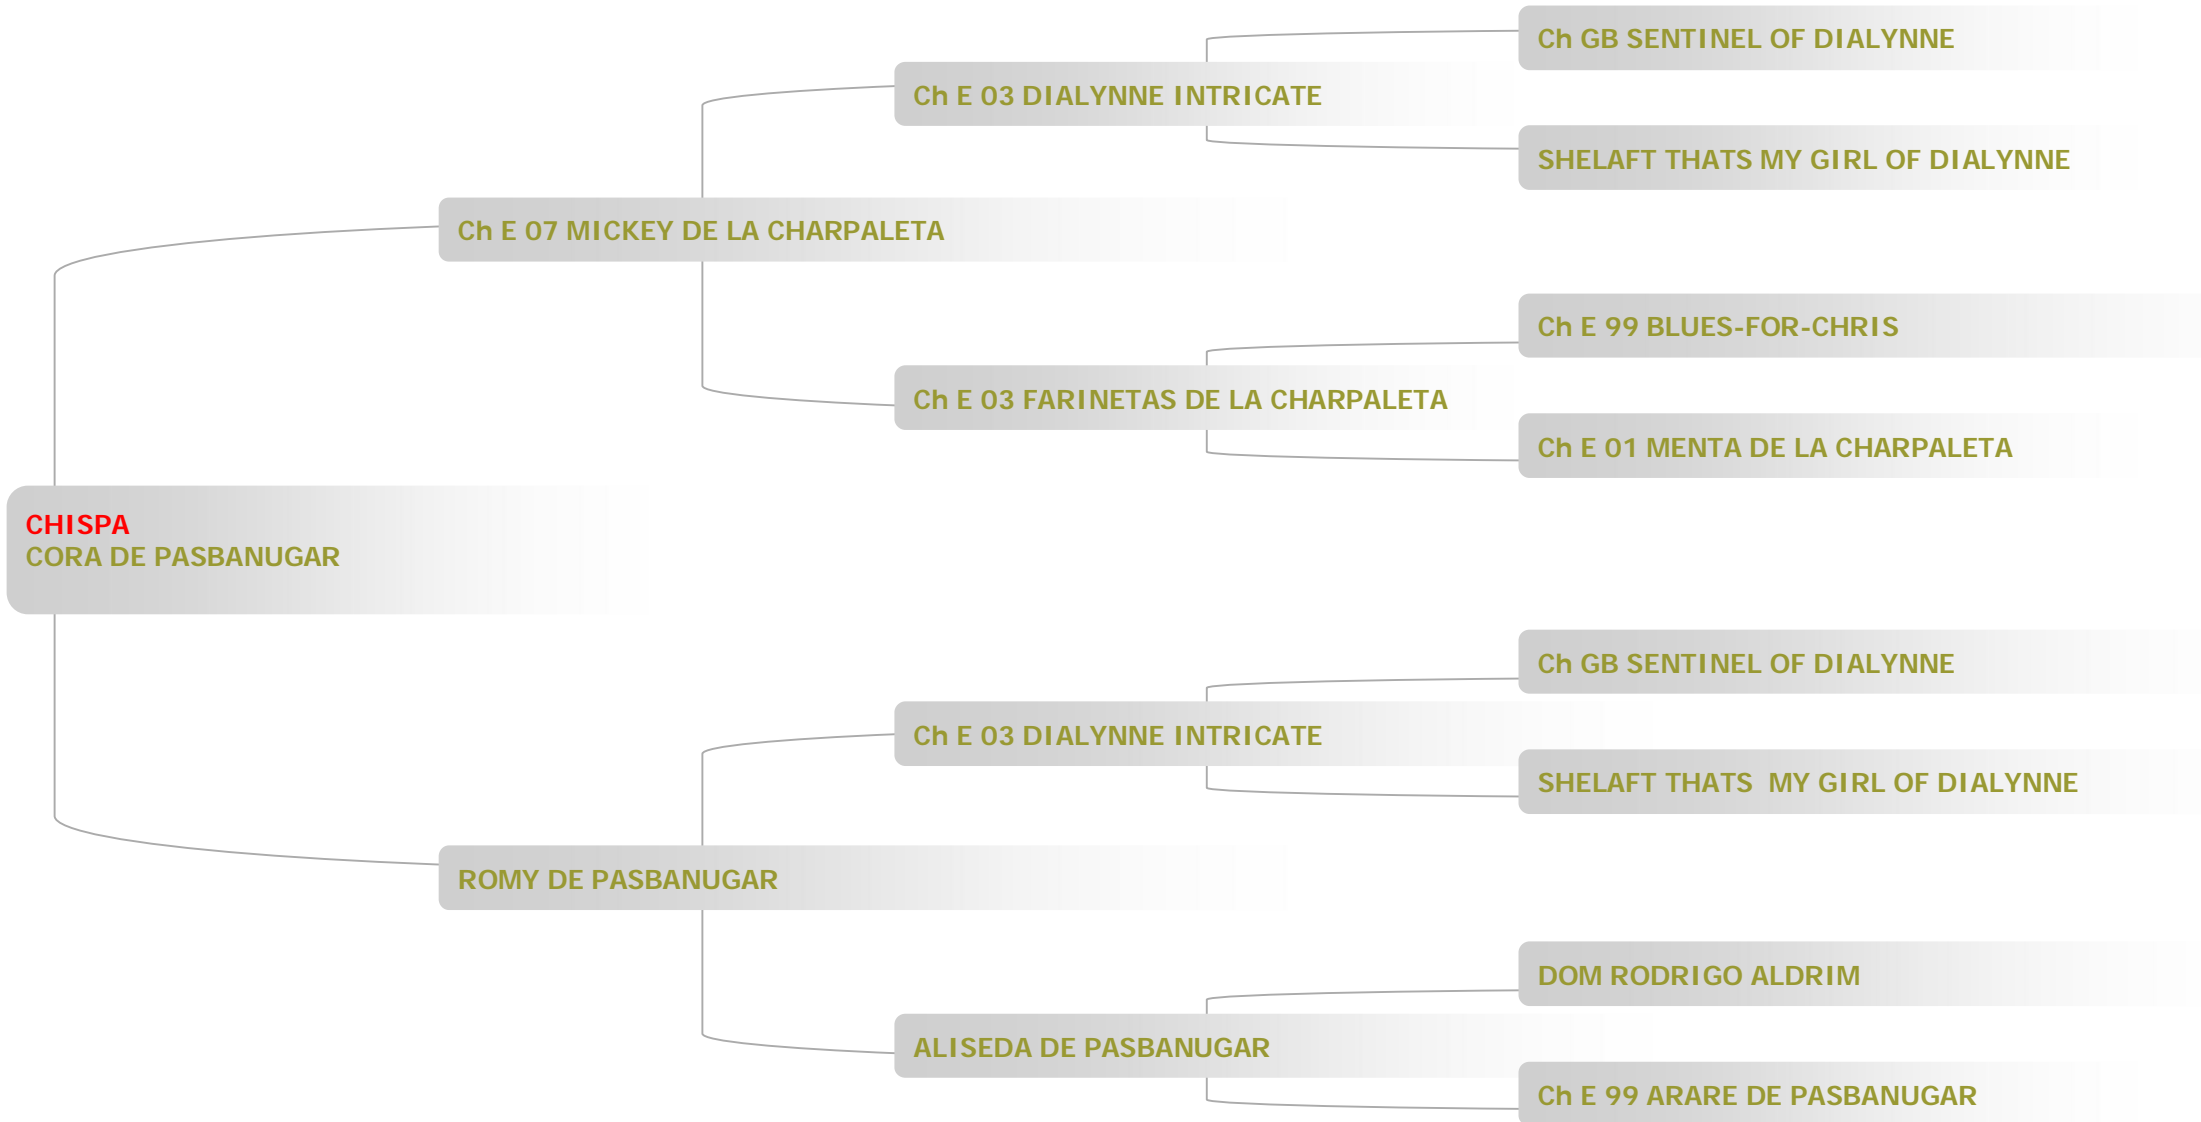 Ch GB SENTINEL OF DIALYNNE
Ch E 03 DIALYNNE INTRICATE
SHELAFT THATS MY GIRL OF DIALYNNE
Ch E 07 MICKEY DE LA CHARPALETA
Ch E 99 BLUES-FOR-CHRIS
Ch E 03 FARINETAS DE LA CHARPALETA
Ch E 01 MENTA DE LA CHARPALETA
CHISPA
CORA DE PASBANUGAR
Ch GB SENTINEL OF DIALYNNE
Ch E 03 DIALYNNE INTRICATE
SHELAFT THATS  MY GIRL OF DIALYNNE
ROMY DE PASBANUGAR
DOM RODRIGO ALDRIM
ALISEDA DE PASBANUGAR
Ch E 99 ARARE DE PASBANUGAR